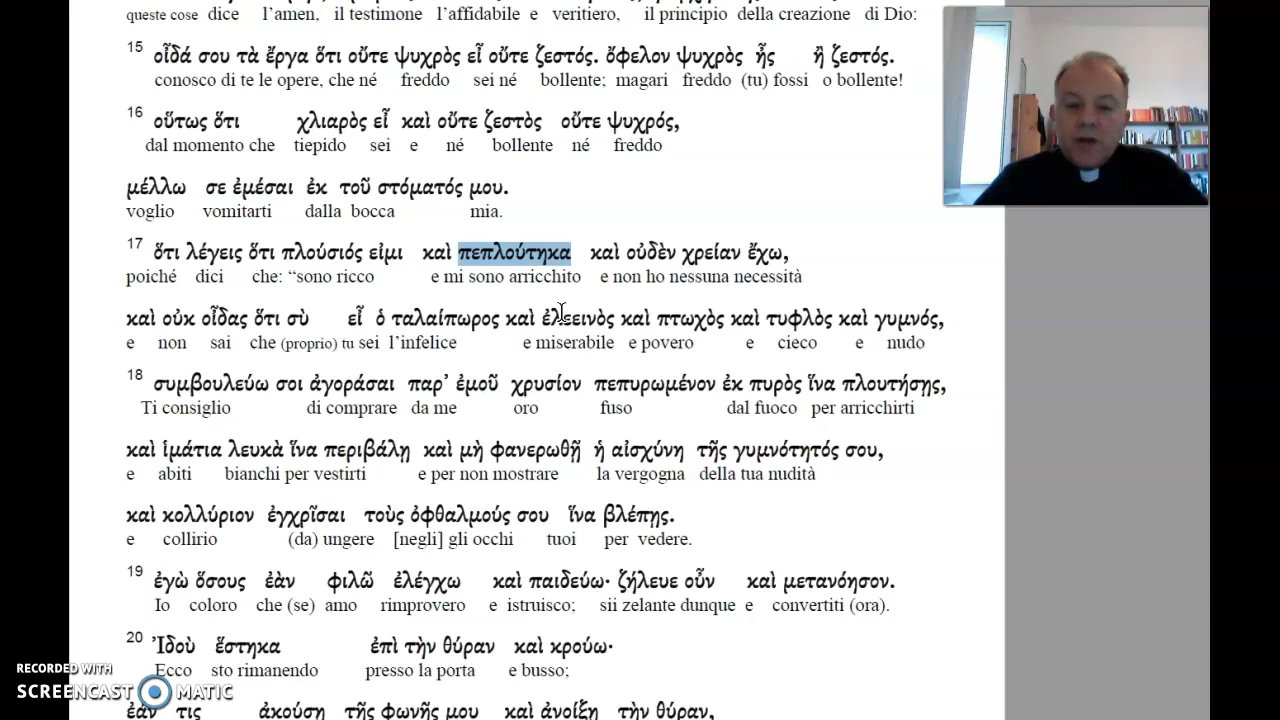 queste cose dice l’amen, il testimone l’affidabile e veritiero, il principio della creazione di Dio:
15 οἶδά σου τὰ ἔργα ὅτι οὔτε ψυχρὸς εἶ οὔτε ζεστός. ὄφελον ψυχρὸς ἦς ἢ ζεστός.
conosco di te le opere, che né freddo sei né bollente; magari freddo (tu) fossi o bollente!
16 οὕτως ὅτι χλιαρὸς εἶ καὶ οὔτε ζεστὸς οὔτε ψυχρός,
dal momento che tiepido sei e né bollente né freddo
μέλλω σε ἐμέσαι ἐκ τοῦ στόματός μου.
voglio vomitarti dalla bocca mia.
17 ὅτι λέγεις ὅτι πλούσιός εἰμι καὶ πεπλούτηκα καὶ οὐδὲν χρείαν ἔχω,
poiché dici che: “sono ricco e mi sono arricchito e non ho nessuna necessità
καὶ οὐκ οἶδας ὅτι σὺ εἶ ὁ ταλαίπωρος καὶ ἐλεεινὸς καὶ πτωχὸς καὶ τυφλὸς καὶ γυμνός,
e non sai che (proprio) tu sei l’infelice e miserabile e povero e cieco e nudo
18 συμβουλεύω σοι ἀγοράσαι παρ’ ἐμοῦ χρυσίον πεπυρωμένον ἐκ πυρὸς ἵνα πλουτήσῃς,
Ti consiglio di comprare da me oro fuso dal fuoco per arricchirti
καὶ ἱμάτια λευκὰ ἵνα περιβάλῃ καὶ μὴ φανερωθῇ ἡ αἰσχύνη τῆς γυμνότητός σου,
e abiti bianchi per vestirti e per non mostrare la vergogna della tua nudità
καὶ κολλύριον ἐγχρῖσαι τοὺς ὀφθαλμούς σου ἵνα βλέπῃς.
e collirio (da) ungere [negli] gli occhi tuoi per vedere.
19 ἐγὼ ὅσους ἐὰν φιλῶ ἐλέγχω καὶ παιδεύω· ζήλευε οὖν καὶ μετανόησον.
Io coloro che (se) amo rimprovero e istruisco; sii zelante dunque e convertiti (ora).
20 Ἰδοὺ ἕστηκα ἐπὶ τὴν θύραν καὶ κρούω·
Ecco sto rimanendo presso la porta e busso;
ἐάν τις ἀκούσῃ τῆς φωνῆς μου καὶ ἀνοίξῃ τὴν θύραν,
RECORDED WITH
SCREENCAST MATIC